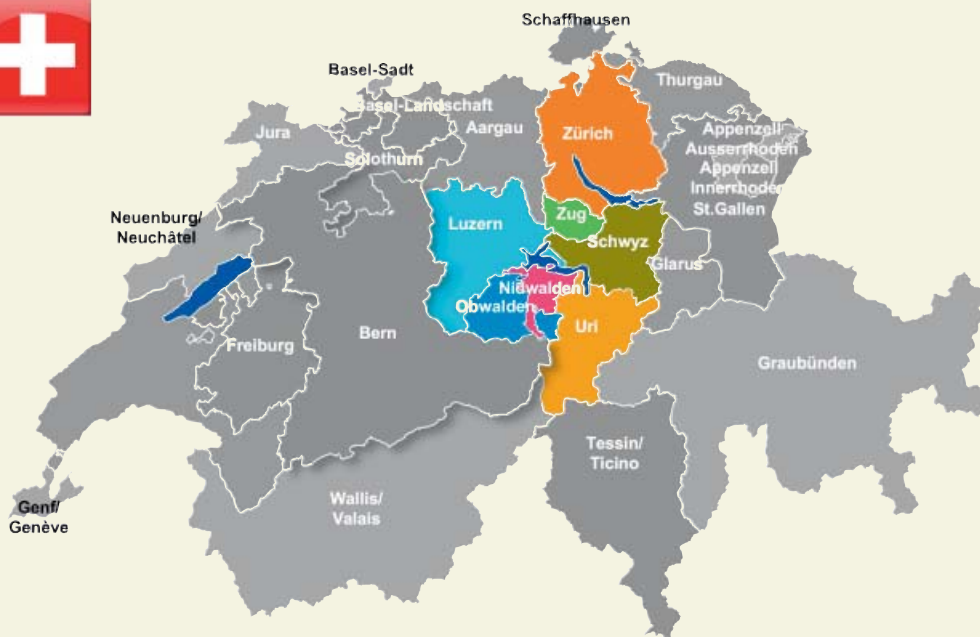 Schaffhausen
Basel-Sadt
Thurgau
Basel-Landschaft
Aargau
Jura
Zürich
Appenzell
Ausserrhoden
Solothurn
Appenzell
Innerrhoden
St.Gallen
Neuenburg/
Neuchâtel
Luzern
Zug
Schwyz
Glarus
Nidwalden
Obwalden
Uri
Bern
Freiburg
Graubünden
Tessin/
Ticino
Wallis/
Valais
Genf/
Genève